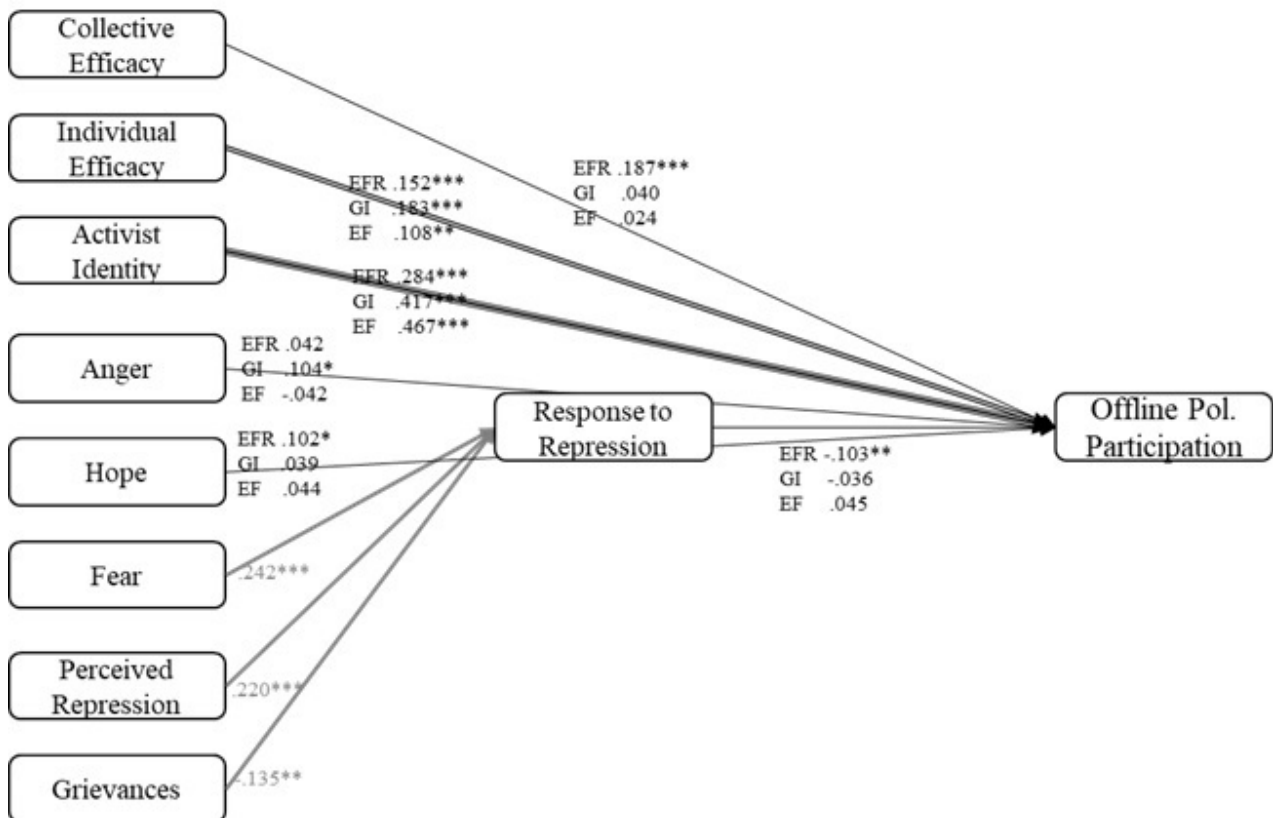 Collective
Efficacy
Individual
Efficacy
Activist
Identity
Anger
Hope
Fear
Perceived
Repression
Grievances
EFR .187***
GI .040
EF .024
EFR .152***
GI .183***
EF .108**
EFR .284***
GI .417***
EF .467***
EFR .042
GI .104*
EF -.042
EFR .102*
GI .039
EF .044
.242***
.220***
-.135**
Response to
Repression
EFR -.103**
GI -.036
EF .045
Offline Pol.
Participation